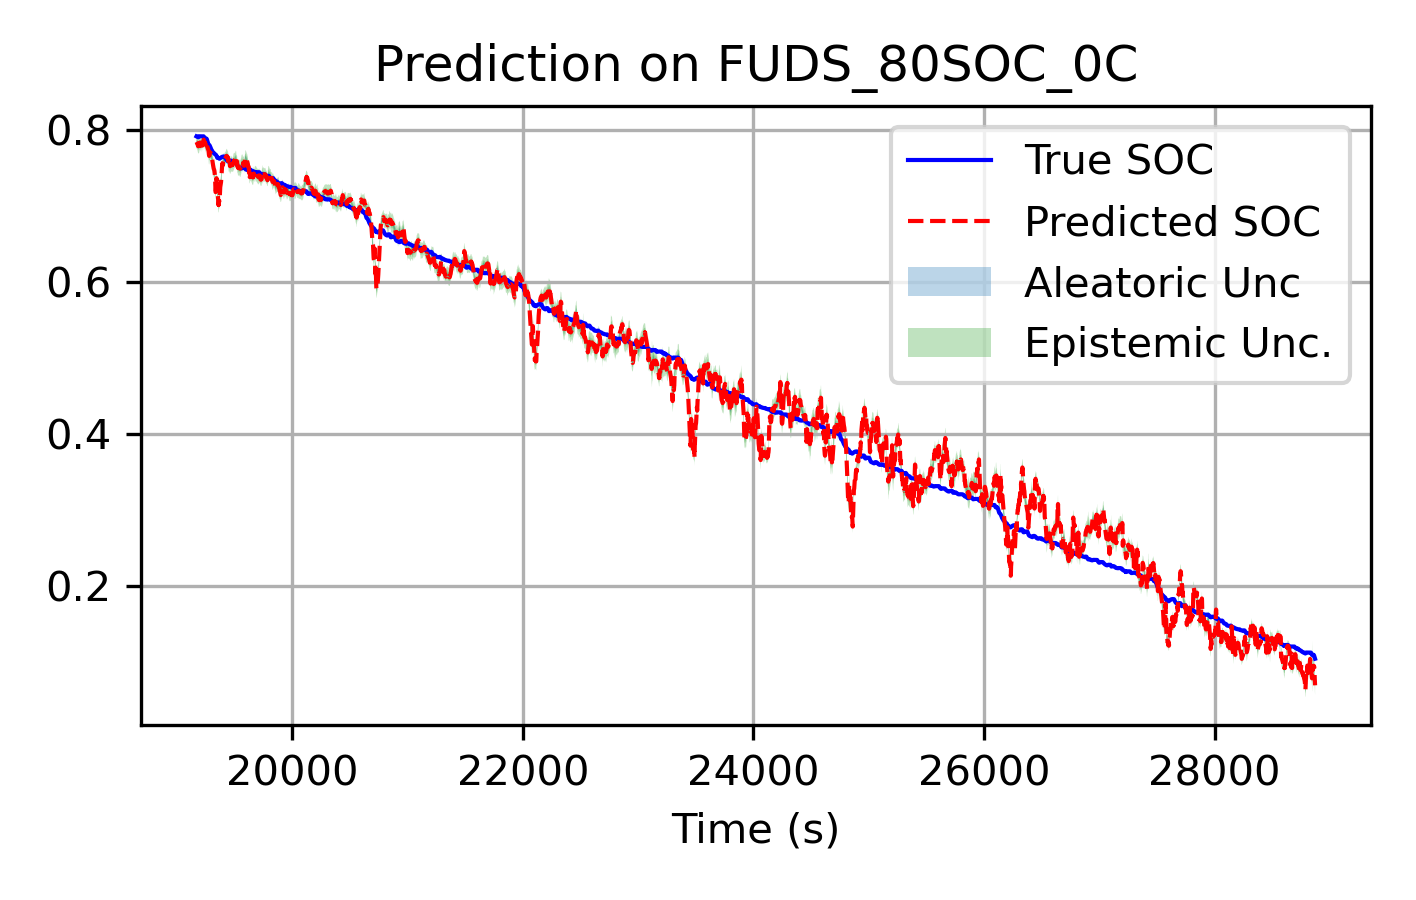 Prediction on FUDS_80SOC_0C
0.8
0.6
0.4
0.2
True SOC
Predicted SOC
Aleatoric Unc
Epistemic Unc.
20000 22000 24000 26000 28000
Time (s)